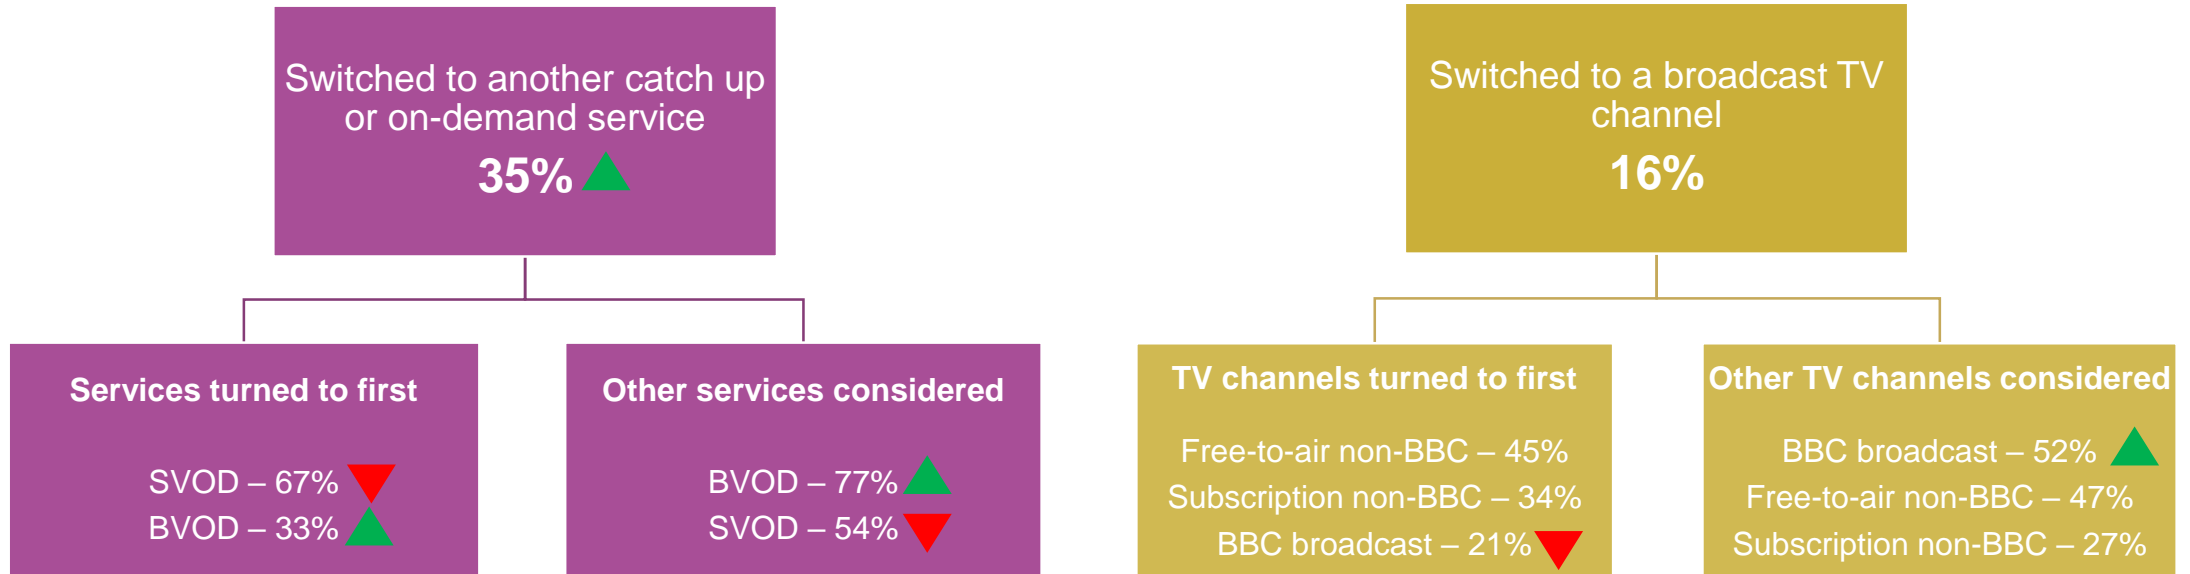 Switched to another catch up
or on-demand service
35%
Services turned to first
SVOD – 67%
BVOD – 33%
Other services considered
BVOD – 77%
SVOD – 54%
Switched to a broadcast TV
channel
16%
TV channels turned to first
Free-to-air non-BBC – 45%
Subscription non-BBC – 34%
BBC broadcast – 21%
Other TV channels considered
BBC broadcast – 52%
Free-to-air non-BBC – 47%
Subscription non-BBC – 27%